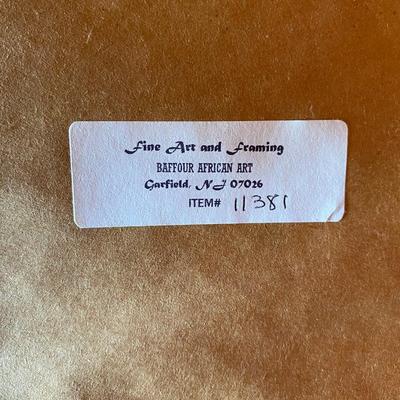 Fine Art and Framing
BAFFOUR AFRICAN ART
Garfield, NJ 07026
ITEM# 11381